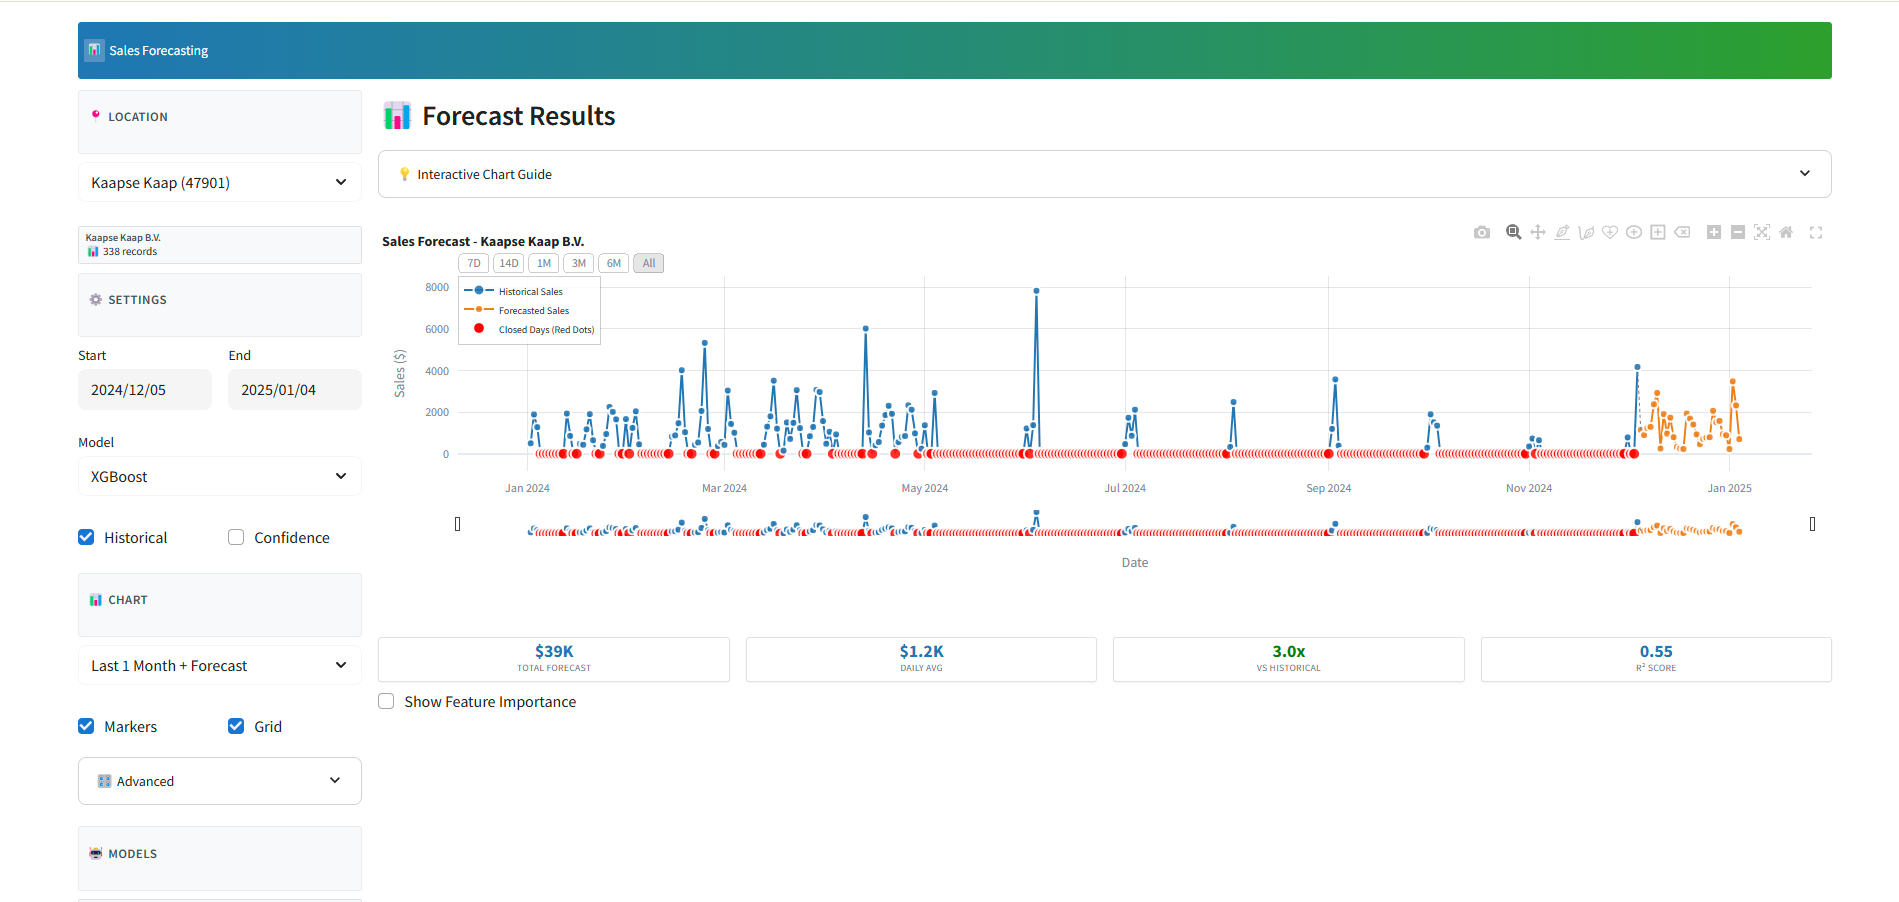 Sales Forecasting
LOCATION
Kaapse Kaap (47901)
Kaapse Kaap B.V.
338 records
SETTINGS
Start End
2024/12/05 2025/01/04
Model
XGBoost
Historical Confidence
CHART
Last 1 Month + Forecast
Markers Grid
Advanced
MODELS
Forecast Results
Interactive Chart Guide
Sales Forecast - Kaapse Kaap B.V.
7D 14D 1M 3M 6M All
Historical Sales
Forecasted Sales
Closed Days (Red Dots)
Sales ($)
8000
6000
4000
2000
0
Jan 2024 Mar 2024 May 2024 Jul 2024 Sep 2024 Nov 2024 Jan 2025
Date
$39K
TOTAL FORECAST
$1.2K
DAILY AVG
3.0x
VS HISTORICAL
0.55
R² SCORE
Show Feature Importance